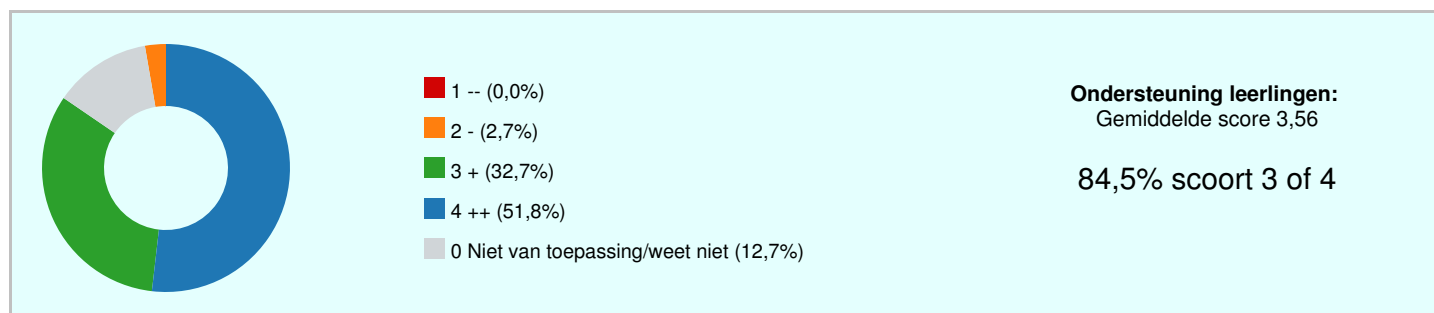 1 -- (0,0%)
2 - (2,7%)
3 + (32,7%)
4 ++ (51,8%)
0 Niet van toepassing/weet niet (12,7%)
Ondersteuning leerlingen:
Gemiddelde score 3,56
84,5% scoort 3 of 4